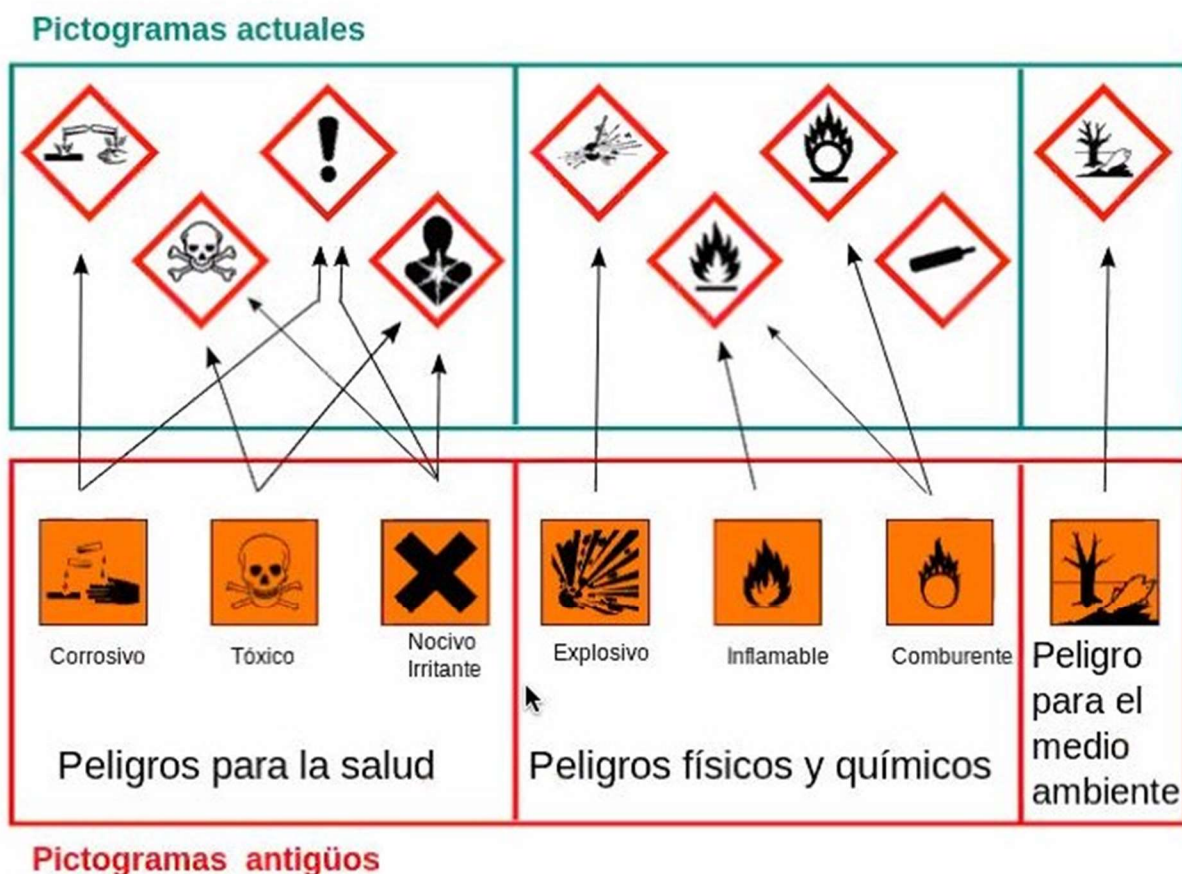 Pictogramas actuales
Corrosivo
Tóxico
Nocivo
Irritante
Explosivo
Inflamable
Comburente
Peligro
para el
medio
ambiente
Peligros para la salud
Peligros físicos y químicos
Pictogramas antigüos